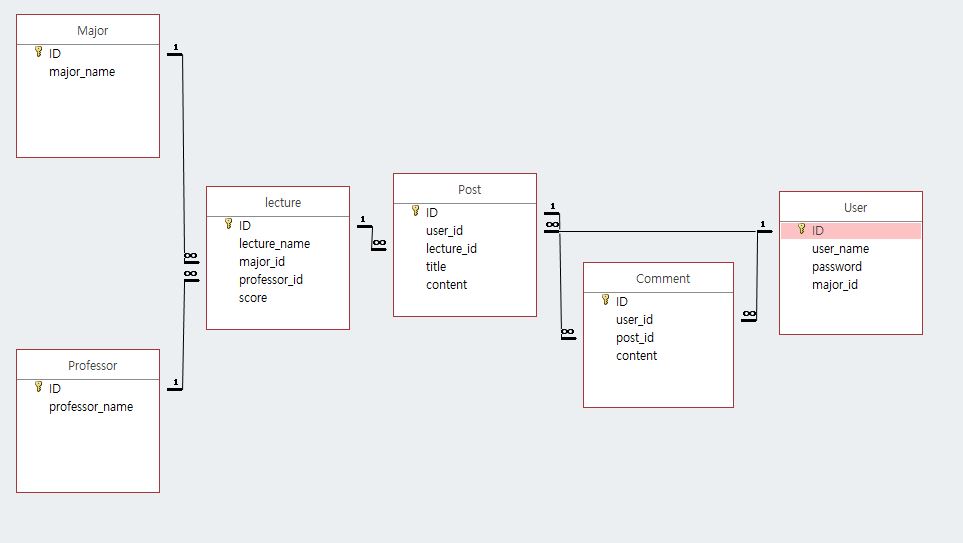 Major
ID
major_name
1
∞
lecture
ID
lecture_name
major_id
professor_id
score
∞
1
Professor
ID
professor_name
1
∞
Post
ID
user_id
lecture_id
title
content
1
∞
∞
Comment
ID
user_id
post_id
content
∞
1
User
ID
user_name
password
major_id